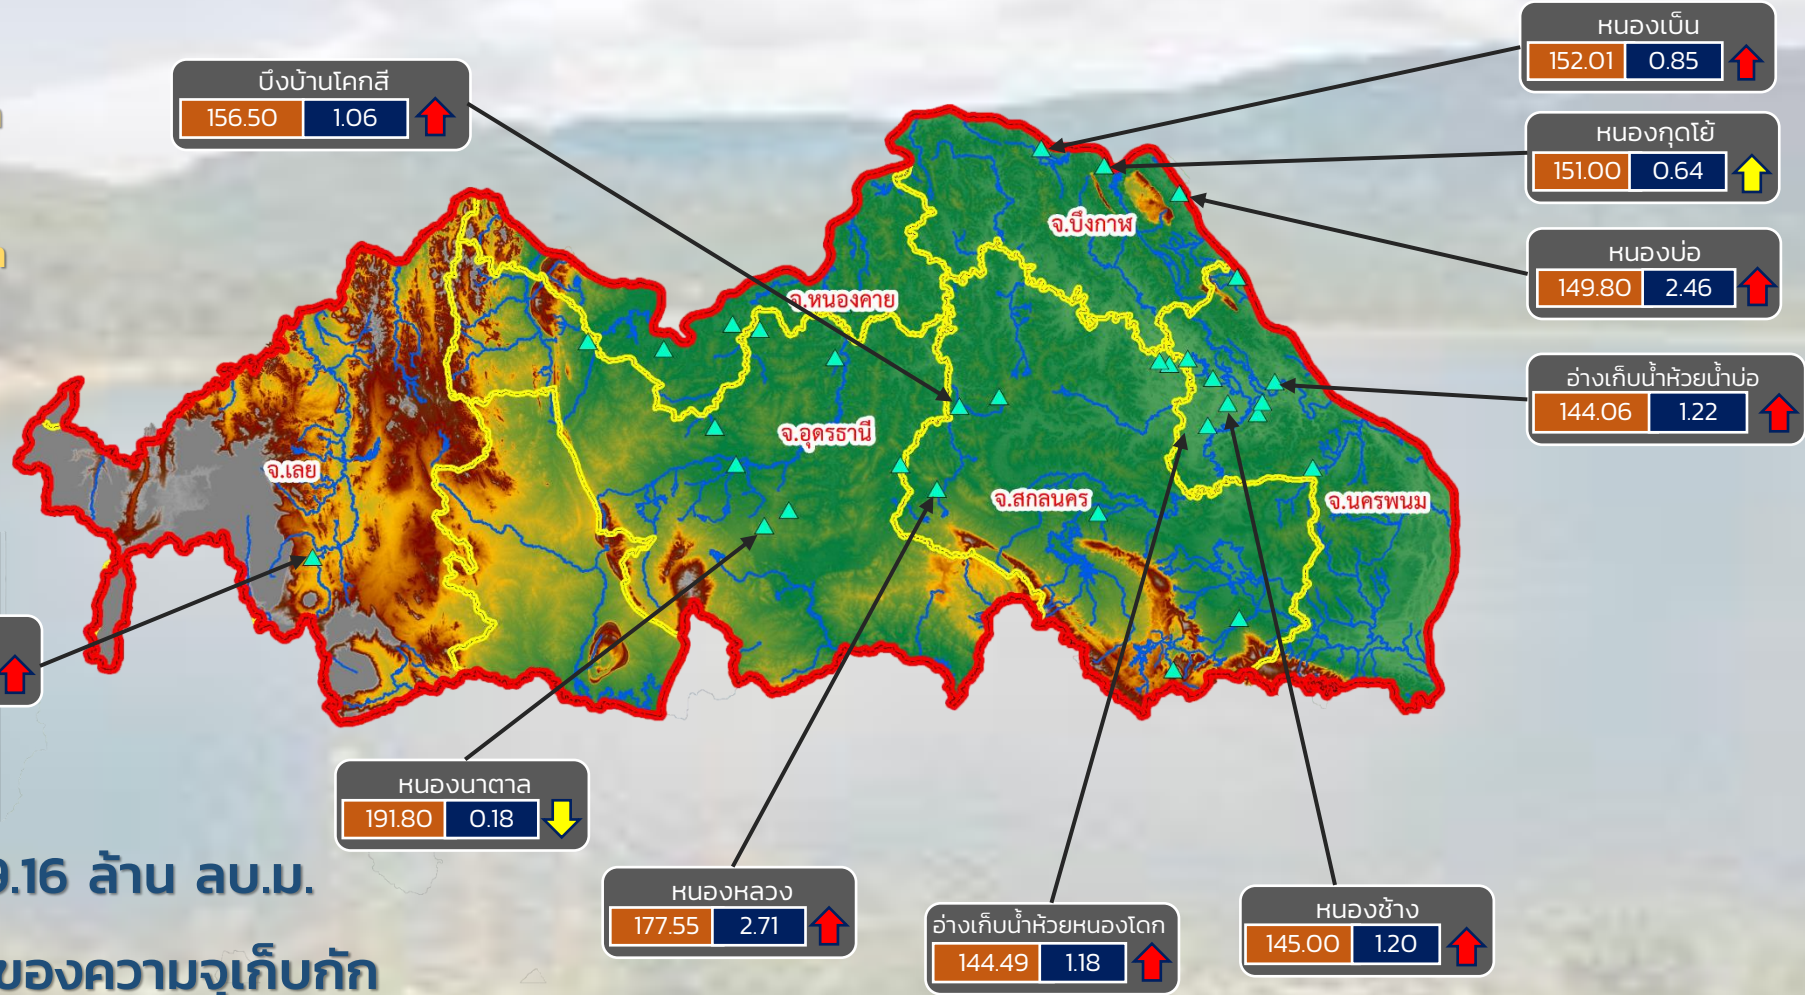 หนองเบ็น
152.01 0.85
บึงบ้านโคกสี
156.50 1.06
หนองกุดโย้
151.00 0.64
จ.บึงกาฬ
หนองบ่อ
149.80 2.46
จ.หนองคาย
อ่างเก็บน้ำห้วยน้ำบ่อ
144.06 1.22
จ.อุดรธานี
จ.เลย
จ.สกลนคร
จ.นครพนม
หนองนาตาล
191.80 0.18
9.16 ล้าน ลบ.ม.
หนองหลวง
177.55 2.71
อ่างเก็บน้ำห้วยหนองโดก
144.49 1.18
หนองช้าง
145.00 1.20
ของความจุเก็บกัก